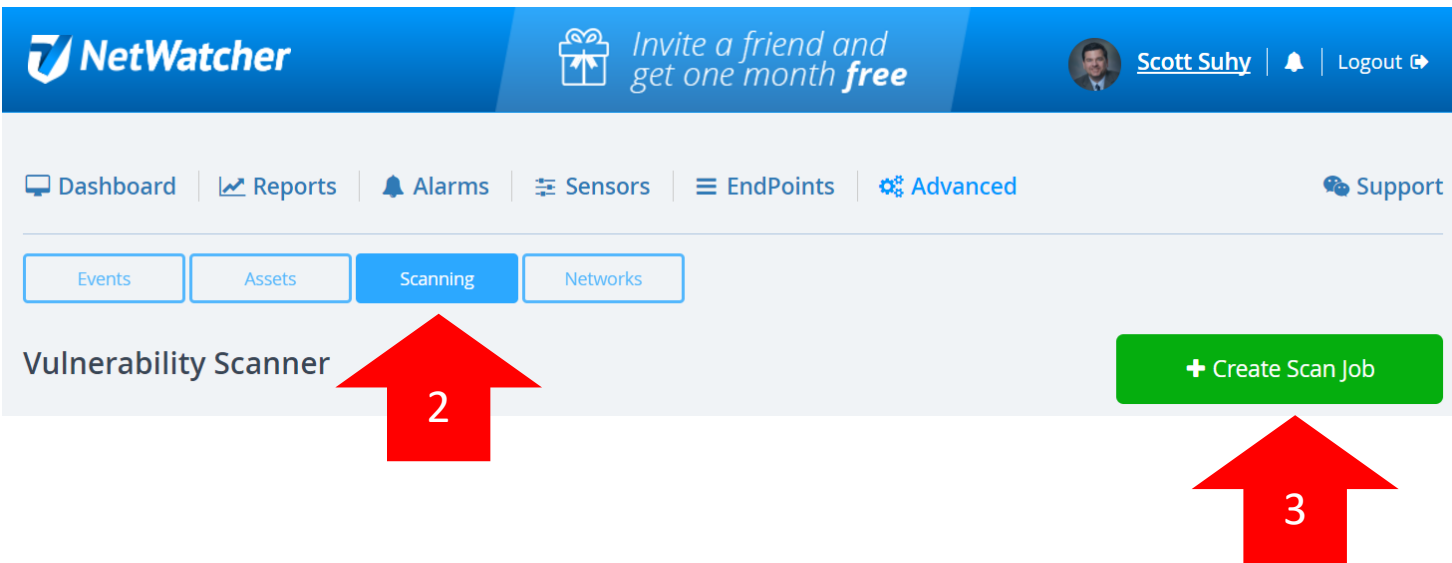 NetWatcher
Invite a friend and
get one month free
Scott Suhy
Logout
Dashboard
Reports
Alarms
Sensors
EndPoints
Advanced
Support
Events
Assets
Scanning
Networks
Vulnerability Scanner
+ Create Scan Job
2
3